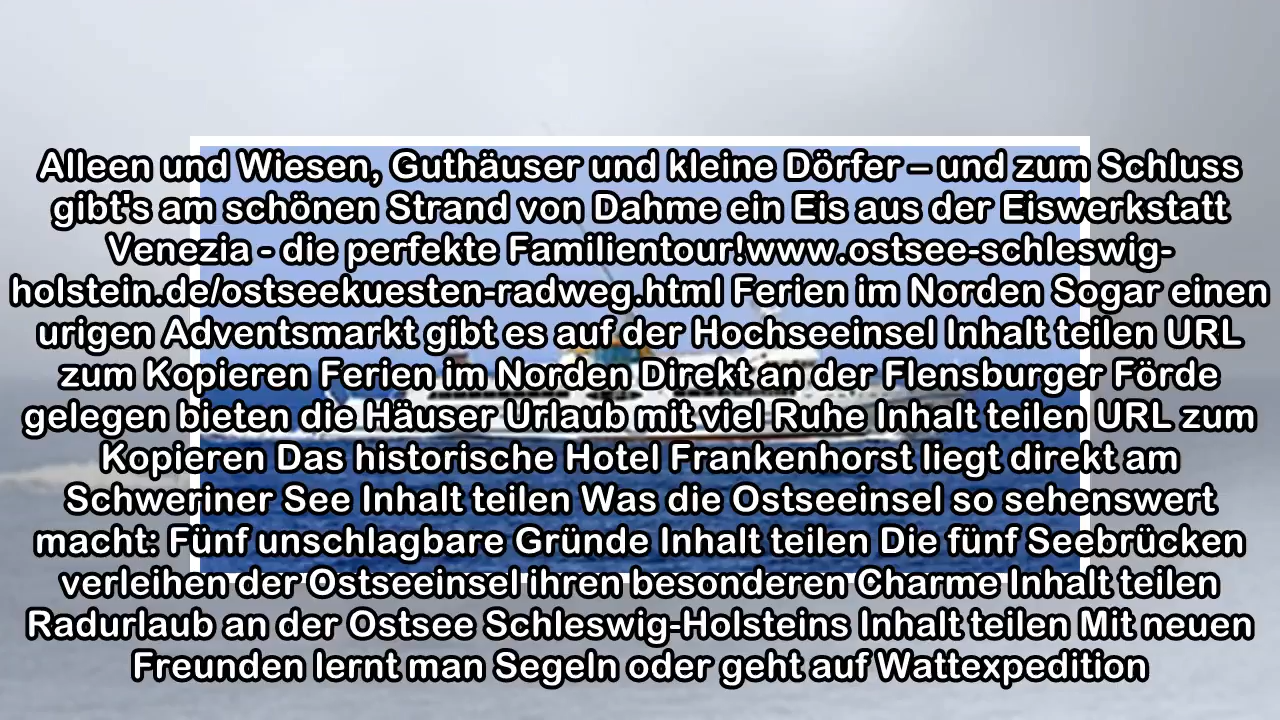 Alleen und Wiesen, Guthäuser und kleine Dörfer – und zum Schluss
gibt's am schönen Strand von Dahme ein Eis aus der Eiswerkstatt
Venezia - die perfekte Familientour!www.ostsee-schleswig-
holstein.de/ostseekuesten-radweg.html Ferien im Norden Sogar einen
urigen Adventsmarkt gibt es auf der Hochseeinsel Inhalt teilen URL
zum Kopieren Ferien im Norden Direkt an der Flensburger Förde
gelegen bieten die Häuser Urlaub mit viel Ruhe Inhalt teilen URL zum
Kopieren Das historische Hotel Frankenhorst liegt direkt am
Schweriner See Inhalt teilen Was die Ostseeinsel so sehenswert
macht: Fünf unschlagbare Gründe Inhalt teilen Die fünf Seebrücken
verleihen der Ostseeinsel ihren besonderen Charme Inhalt teilen
Radurlaub an der Ostsee Schleswig-Holsteins Inhalt teilen Mit neuen
Freunden lernt man Segeln oder geht auf Wattexpedition